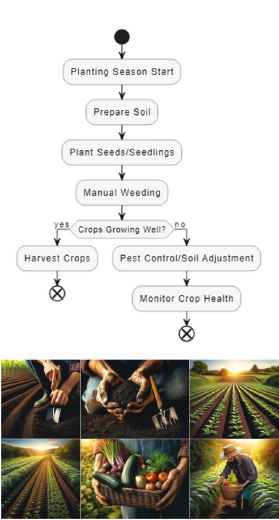 Planting Season Start
Prepare Soil
Plant Seeds/Seedlings
Manual Weeding
yes
Crops Growing Well?
no
Harvest Crops
Pest Control/Soil Adjustment
Monitor Crop Health